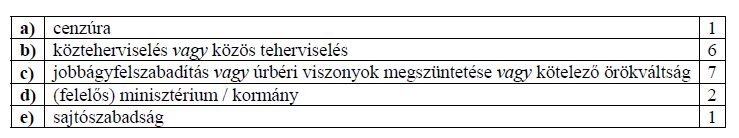 a) cenzúra 1
b) közteherviselés vagy közös teherviselés 6
c) jobbágyfelszabadítás vagy úrbéri viszonyok megszüntetése vagy kötelező örökváltság 7
d) (felelős) minisztérium / kormány 2
e) sajtószabadság 1